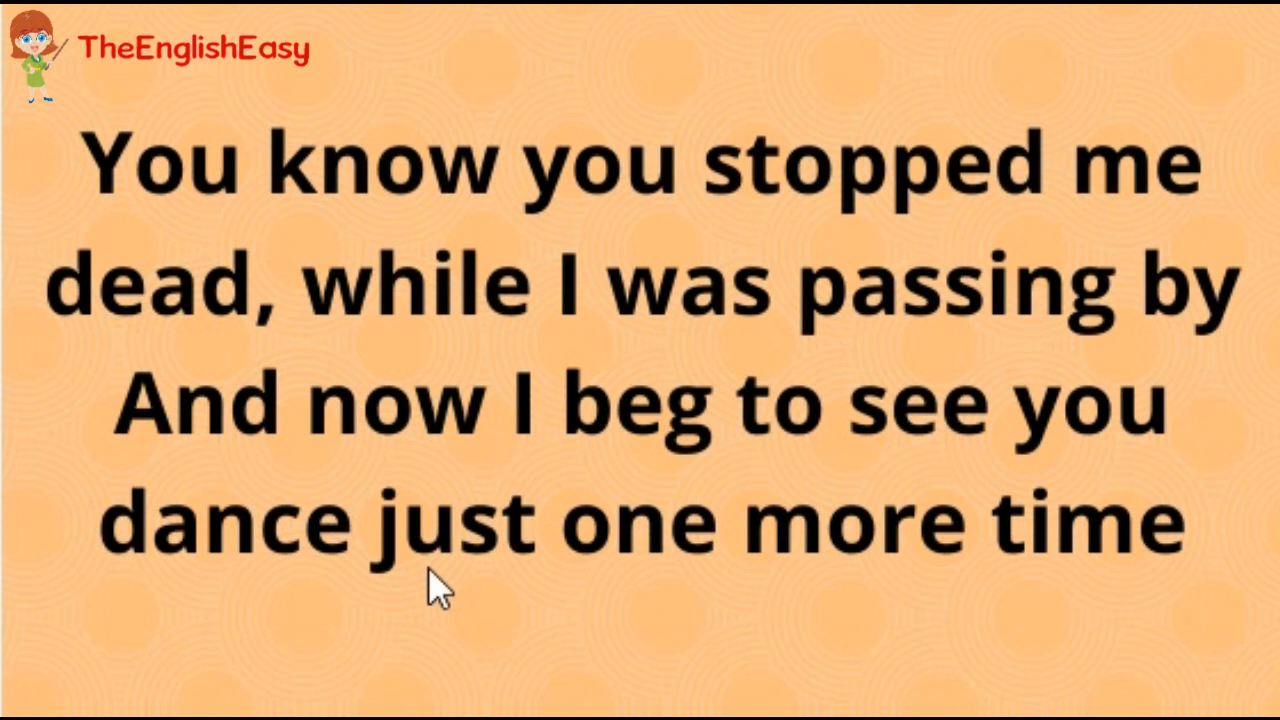 TheEnglishEasy
You know you stopped me
dead, while I was passing by
And now I beg to see you
dance just one more time